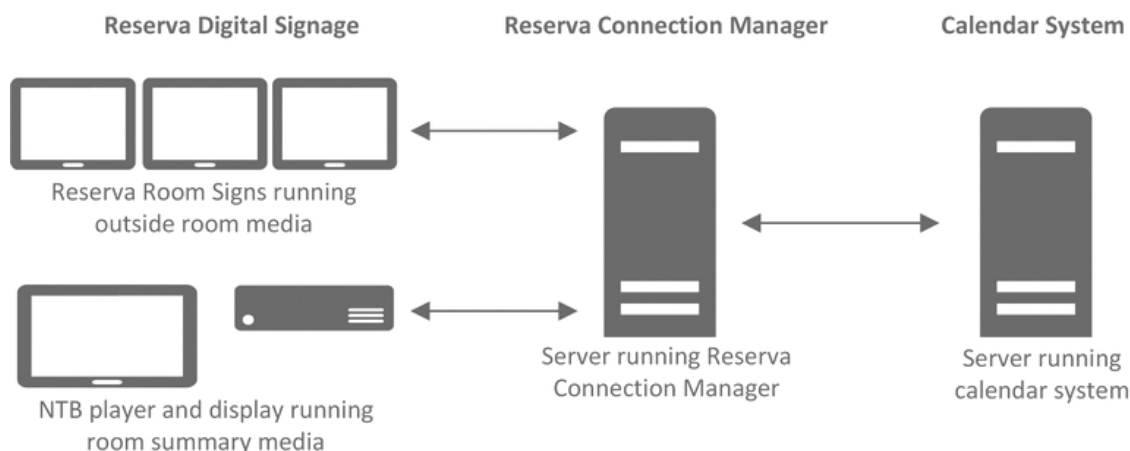 Reserva Digital Signage
Reserva Connection Manager
Calendar System
Reserva Room Signs running
outside room media
NTB player and display running
room summary media
Server running Reserva
Connection Manager
Server running
calendar system